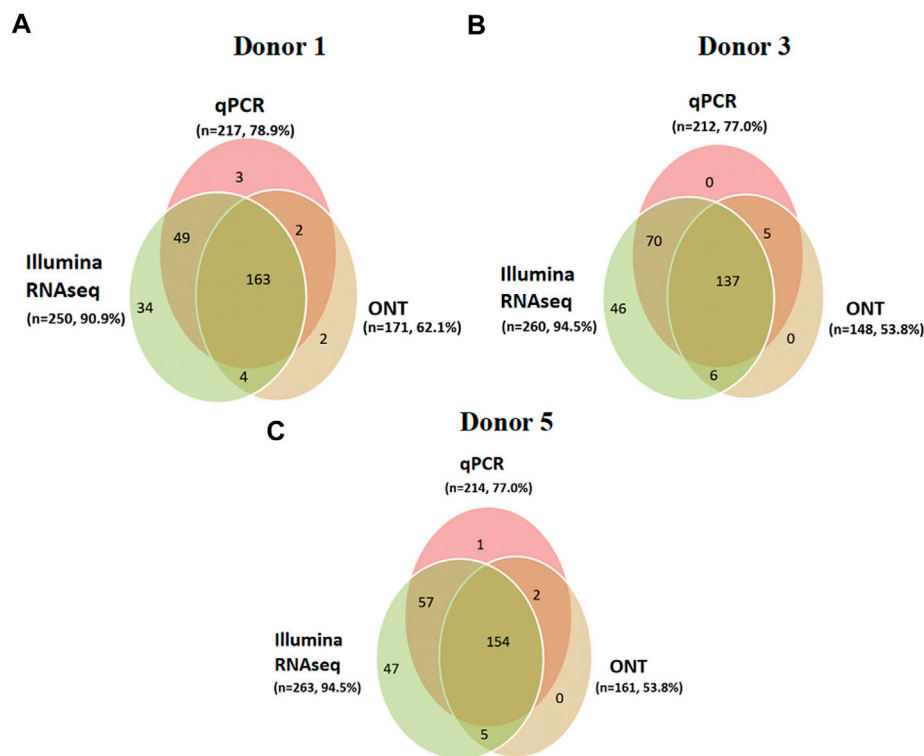 A
Donor 1
qPCR
(n=217, 78.9%)
3
49
2
163
Illumina
RNAseq
(n=250, 90.9%)
34
ONT
(n=171, 62.1%)
2
4
B
Donor 3
qPCR
(n=212, 77.0%)
0
70
5
137
Illumina
RNAseq
(n=260, 94.5%)
46
ONT
(n=148, 53.8%)
0
6
C
Donor 5
qPCR
(n=214, 77.0%)
1
57
2
154
Illumina
RNAseq
(n=263, 94.5%)
47
ONT
(n=161, 53.8%)
0
5